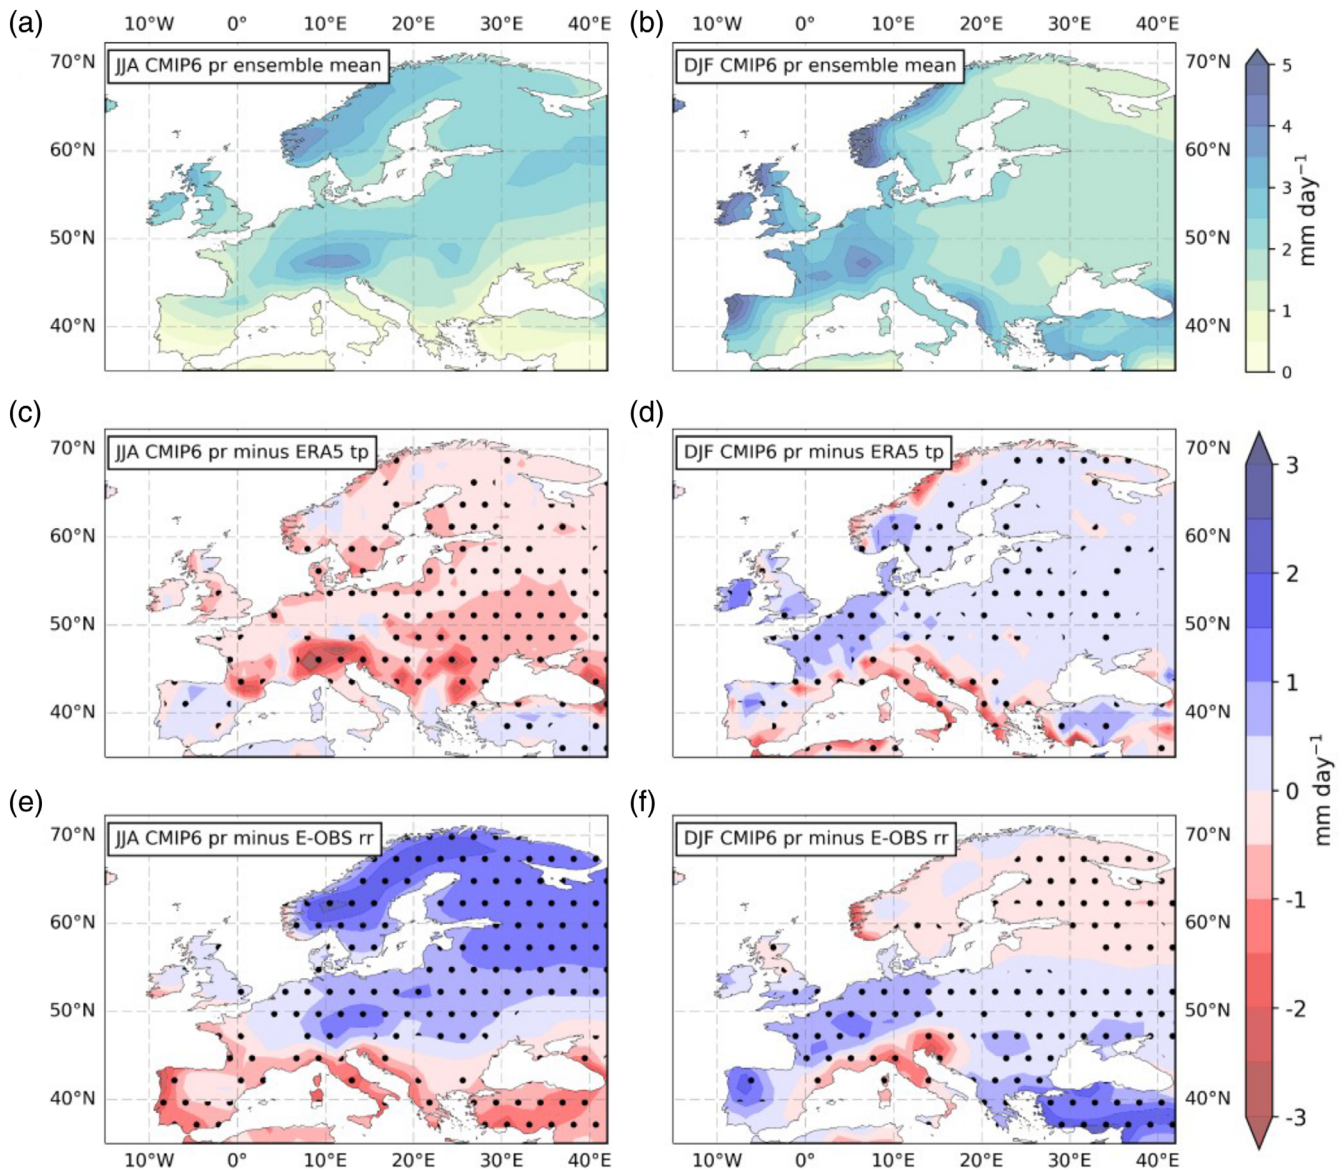 (a)
(b)
10°W 0° 10°E 20°E 30°E 40°E
10°W 0° 10°E 20°E 30°E 40°E
70°N
JJA CMIP6 pr ensemble mean
DJF CMIP6 pr ensemble mean
70°N
60°N
60°N
50°N
50°N
40°N
40°N
5
4
3
2
1
0
mm day−1
(c)
(d)
70°N
JJA CMIP6 pr minus ERA5 tp
DJF CMIP6 pr minus ERA5 tp
70°N
60°N
60°N
50°N
50°N
40°N
40°N
(e)
(f)
70°N
JJA CMIP6 pr minus E-OBS rr
DJF CMIP6 pr minus E-OBS rr
70°N
60°N
60°N
50°N
50°N
40°N
40°N
3
2
1
0
-1
-2
-3
mm day−1
10°W 0° 10°E 20°E 30°E 40°E
10°W 0° 10°E 20°E 30°E 40°E